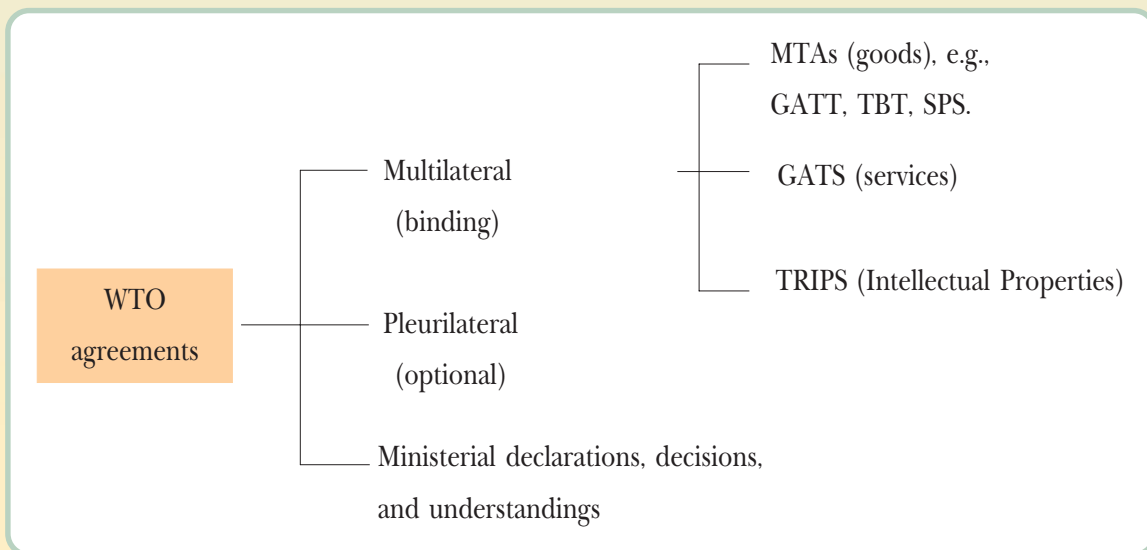 MTAs (goods), e.g.,
GATT, TBT, SPS.
Multilateral
(binding)
GATS (services)
TRIPS (Intellectual Properties)
WTO
agreements
Pleurilateral
(optional)
Ministerial declarations, decisions,
and understandings